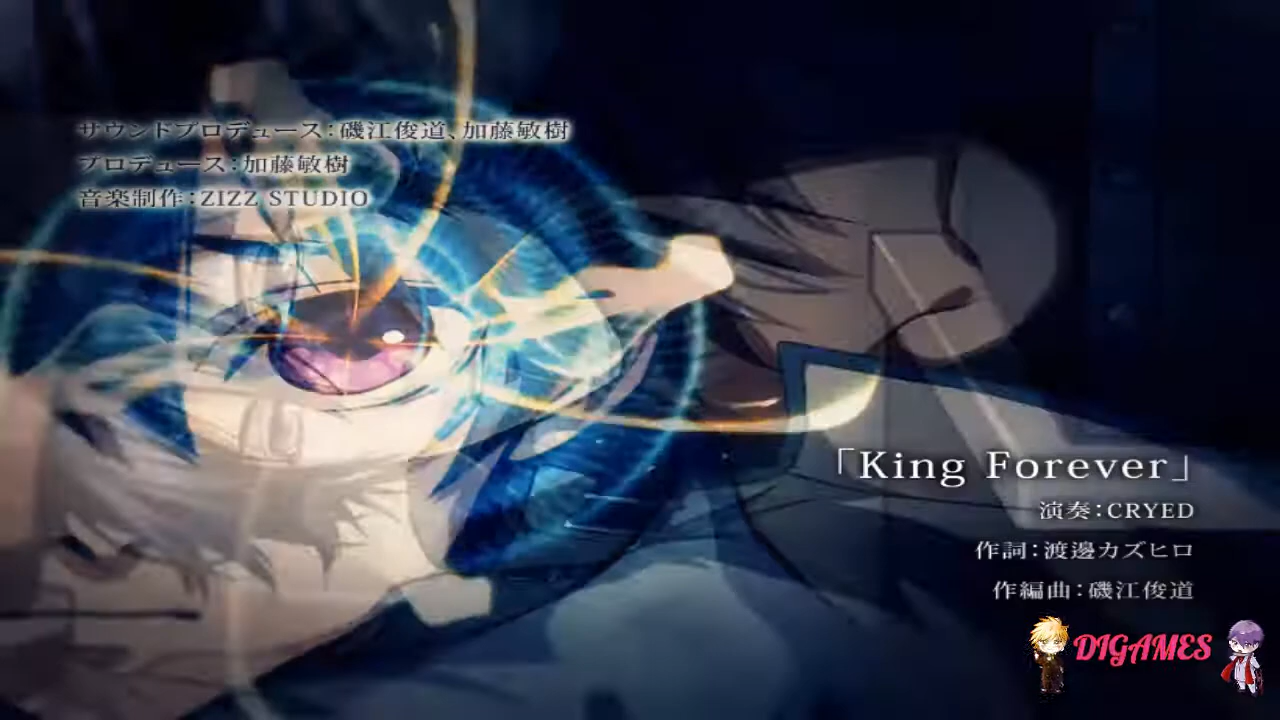 サウンドプロデュース：磯江俊道、加藤敏樹
プロデュース：加藤敏樹
音楽制作：ZIZZ STUDIO
「King Forever」
演奏：CRYED
作詞：渡邊カズヒロ
作編曲：磯江俊道
DIGAMES